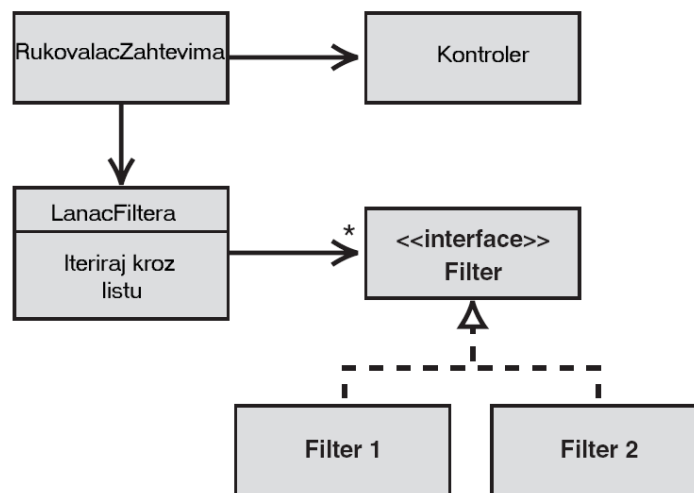 RukovalacZahtevima
Kontroler
LanacFiltera
Iteriraj kroz
listu
*
<<interface>>
Filter
Filter 1
Filter 2